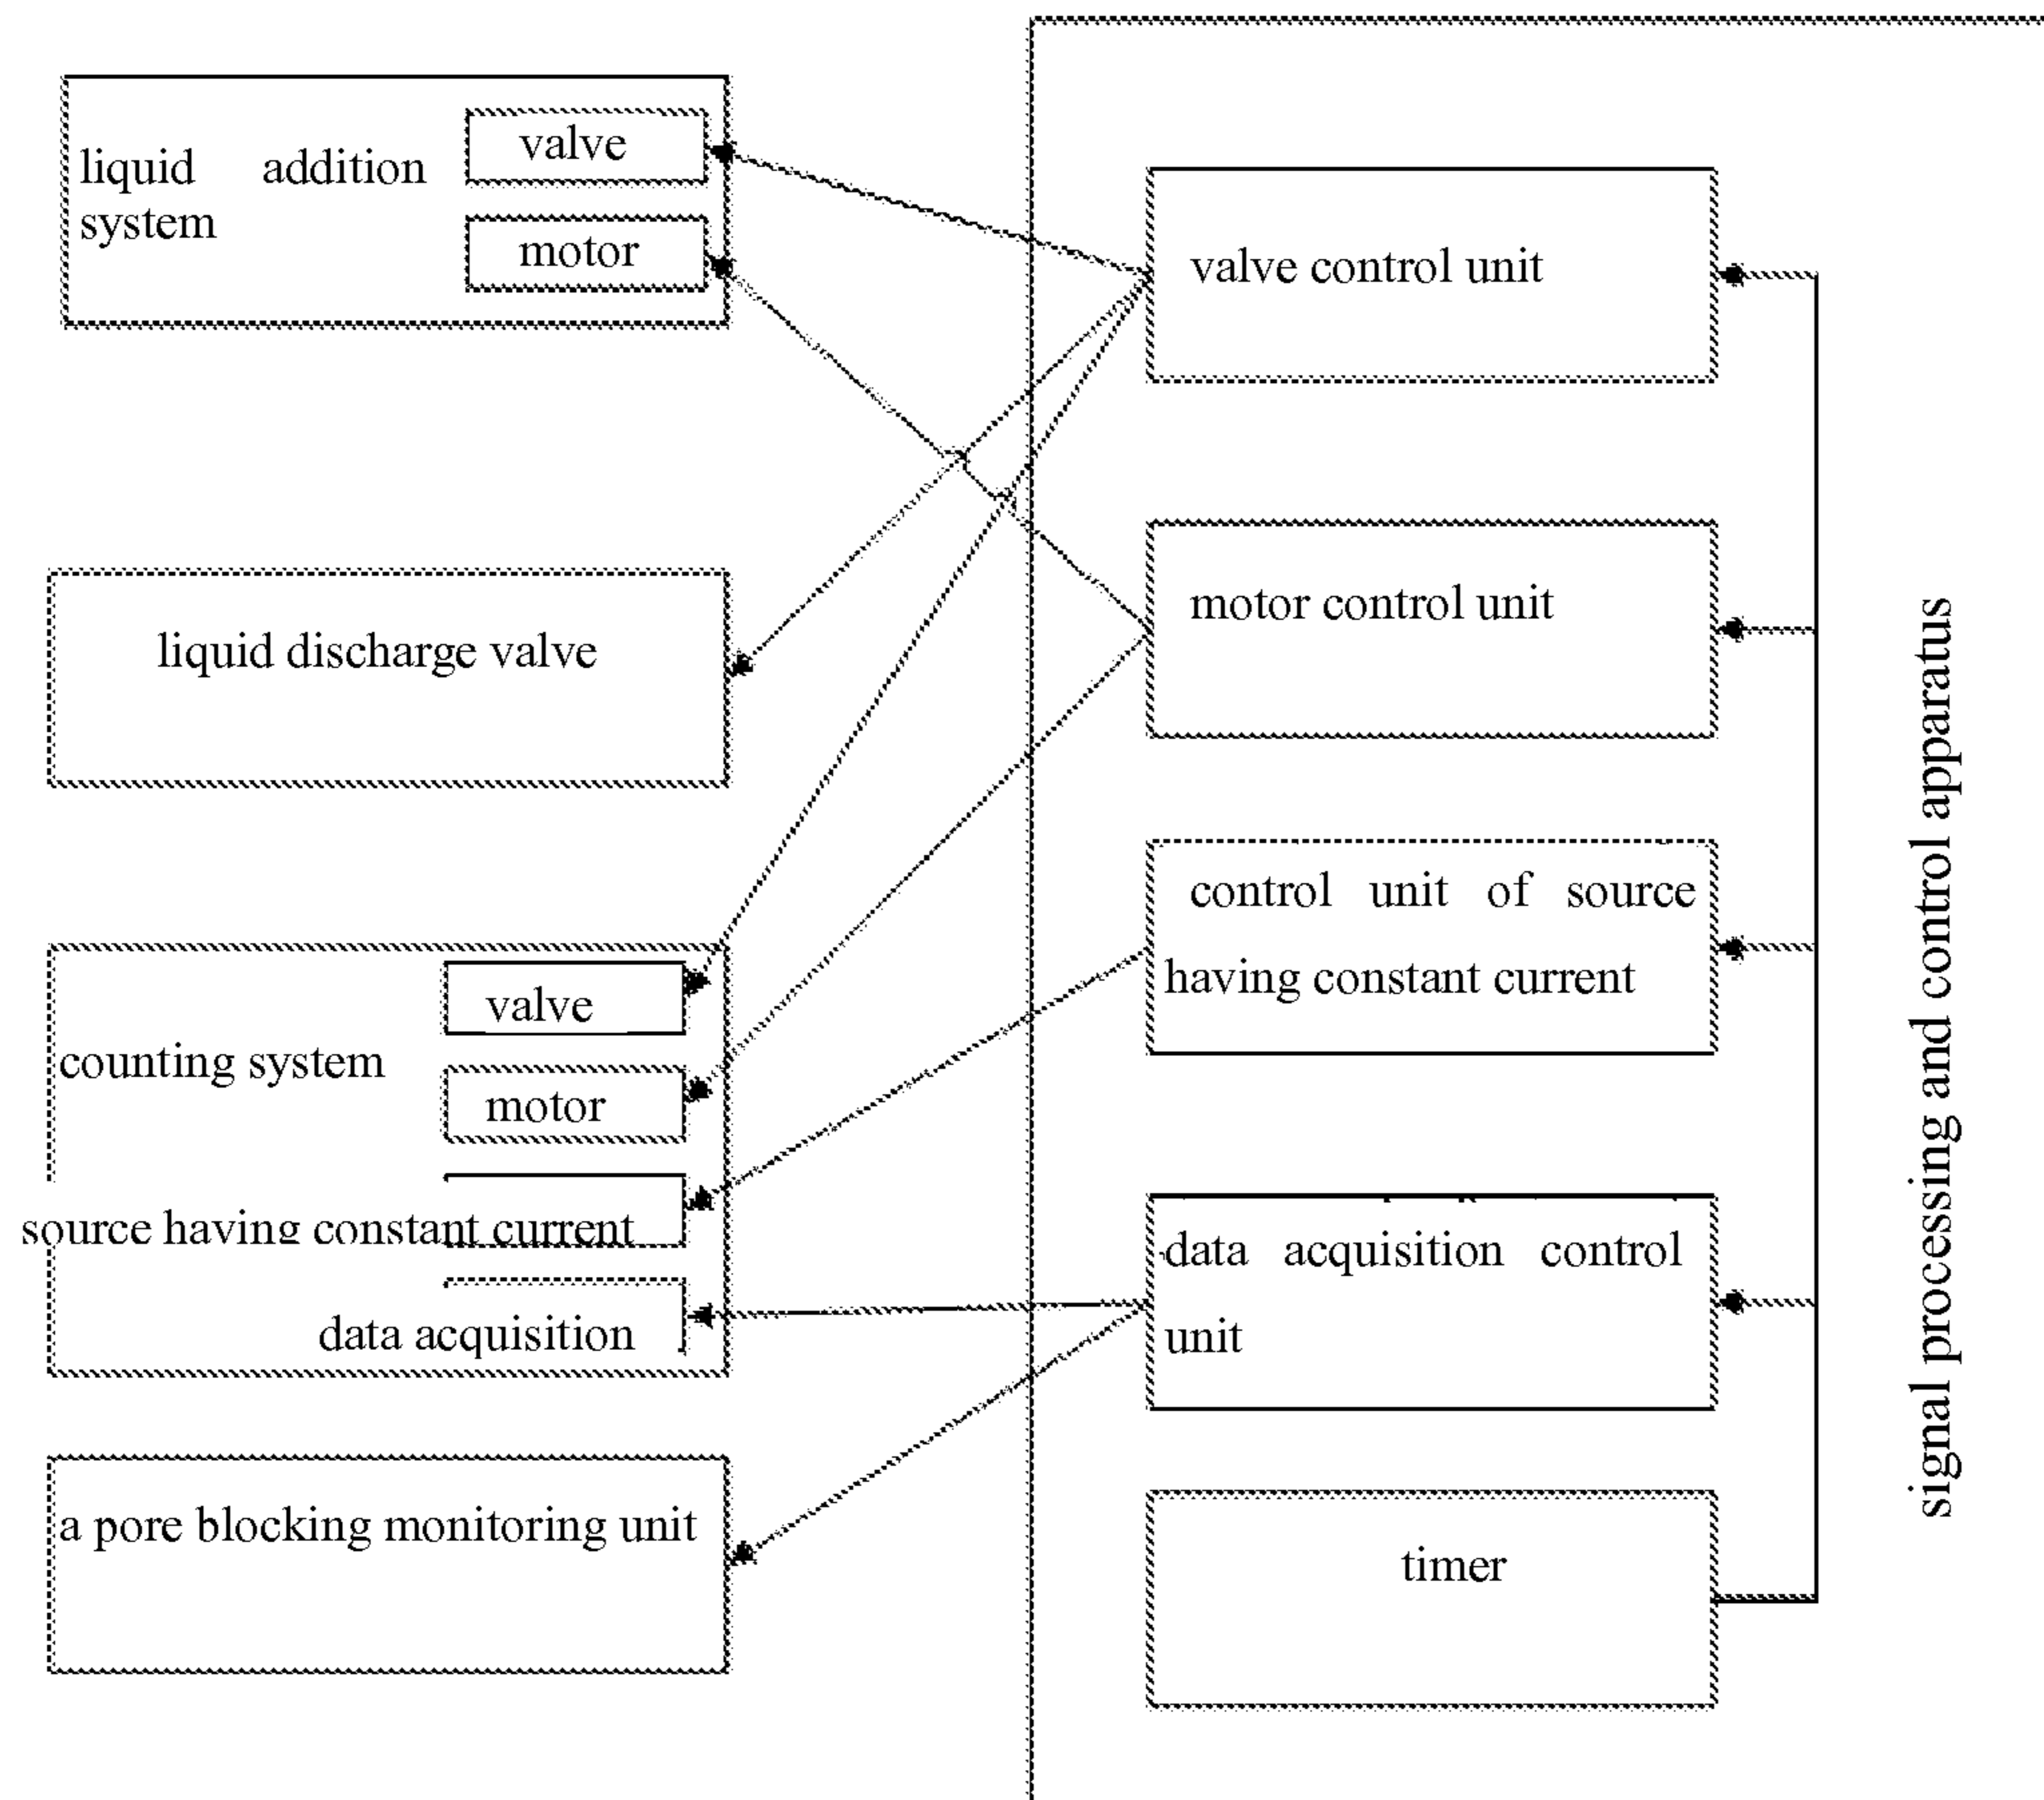 liquid addition
system
valve
motor
liquid discharge valve
counting system
valve
motor
source having constant current
data acquisition
a pore blocking monitoring unit
valve control unit
motor control unit
control unit of source
having constant current
data acquisition control
unit
timer
signal processing and control apparatus